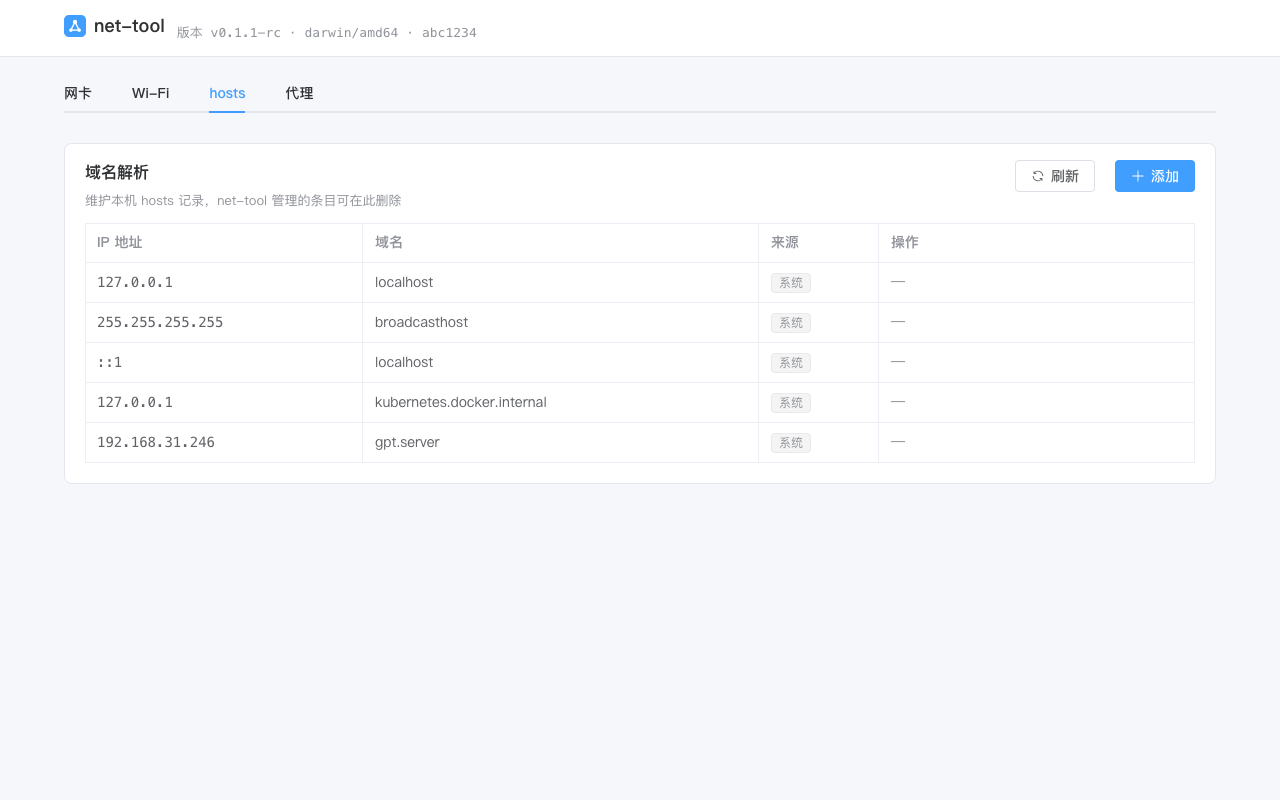 net-tool 版本 v0.1.1-rc · darwin/amd64 · abc1234
网卡 Wi-Fi hosts 代理
域名解析
刷新 添加
维护本机 hosts 记录，net-tool 管理的条目可在此删除
IP 地址 域名 来源 操作
127.0.0.1 localhost 系统 —
255.255.255.255 broadcasthost 系统 —
::1 localhost 系统 —
127.0.0.1 kubernetes.docker.internal 系统 —
192.168.31.246 gpt.server 系统 —